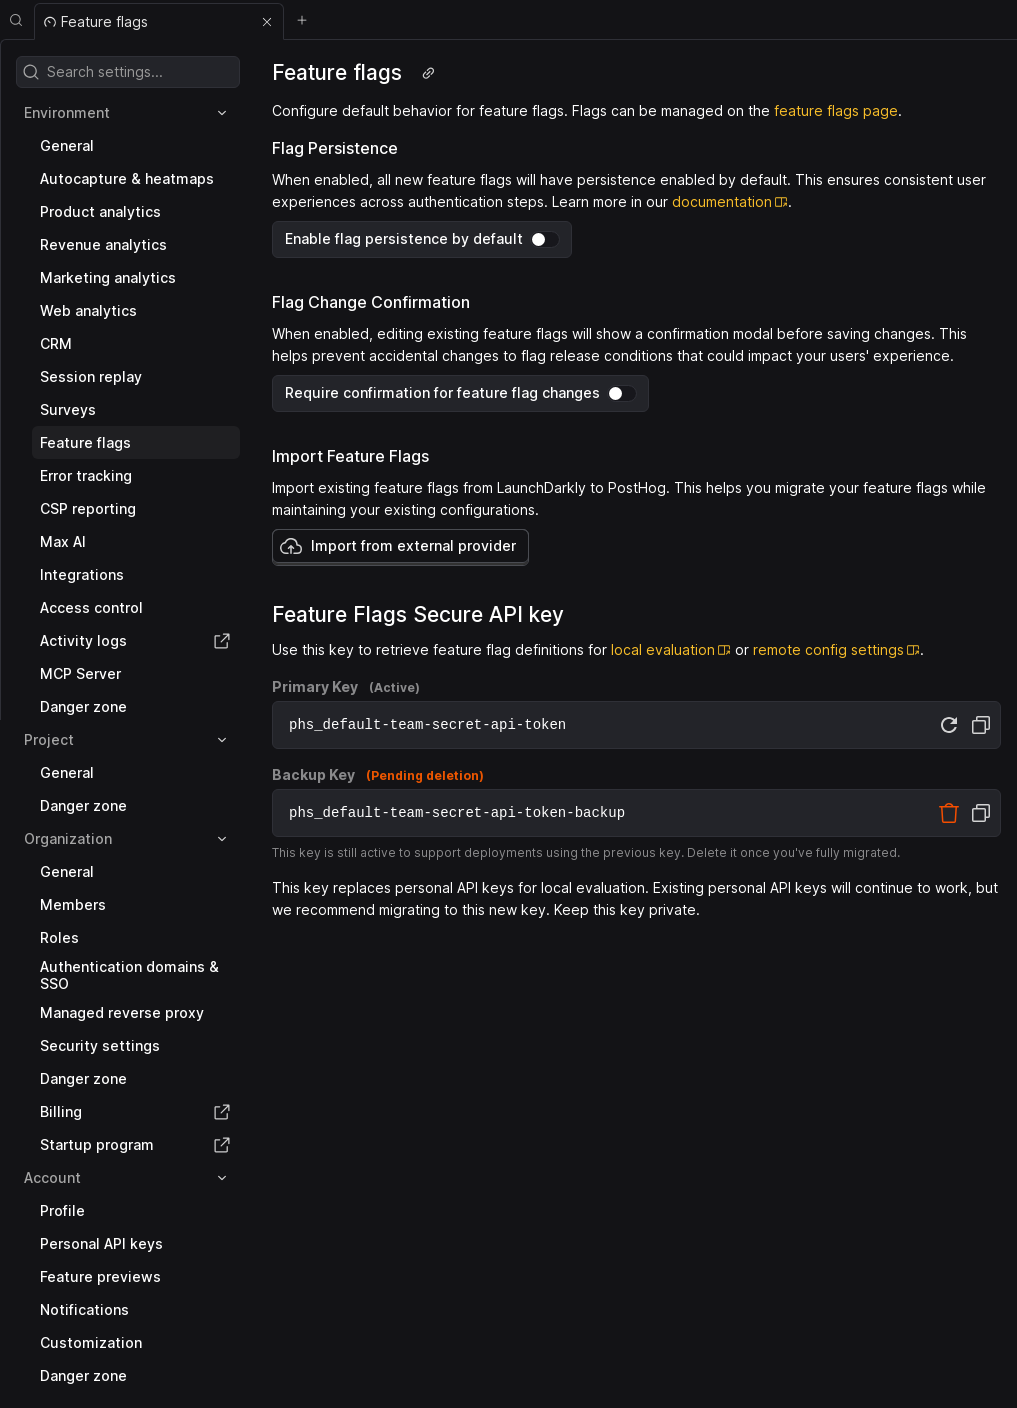 Feature flags
Search settings...
Environment
General
Autocapture & heatmaps
Product analytics
Revenue analytics
Marketing analytics
Web analytics
CRM
Session replay
Surveys
Feature flags
Error tracking
CSP reporting
Max AI
Integrations
Access control
Activity logs
MCP Server
Danger zone
Project
General
Danger zone
Organization
General
Members
Roles
Authentication domains &
SSO
Managed reverse proxy
Security settings
Danger zone
Billing
Startup program
Account
Profile
Personal API keys
Feature previews
Notifications
Customization
Danger zone
Feature flags
Configure default behavior for feature flags. Flags can be managed on the feature flags page.
Flag Persistence
When enabled, all new feature flags will have persistence enabled by default. This ensures consistent user
experiences across authentication steps. Learn more in our documentation.
Enable flag persistence by default
Flag Change Confirmation
When enabled, editing existing feature flags will show a confirmation modal before saving changes. This
helps prevent accidental changes to flag release conditions that could impact your users' experience.
Require confirmation for feature flag changes
Import Feature Flags
Import existing feature flags from LaunchDarkly to PostHog. This helps you migrate your feature flags while
maintaining your existing configurations.
Import from external provider
Feature Flags Secure API key
Use this key to retrieve feature flag definitions for local evaluation or remote config settings.
Primary Key (Active)
phs_default-team-secret-api-token
Backup Key (Pending deletion)
phs_default-team-secret-api-token-backup
This key is still active to support deployments using the previous key. Delete it once you've fully migrated.
This key replaces personal API keys for local evaluation. Existing personal API keys will continue to work, but
we recommend migrating to this new key. Keep this key private.